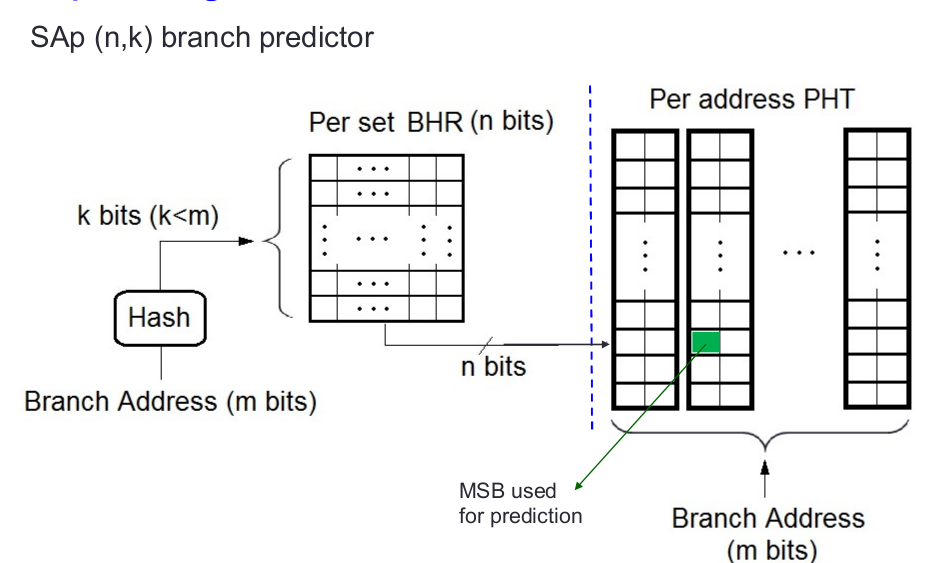 SAp (n,k) branch predictor
Per set BHR (n bits)
Per address PHT
k bits (k<m)
Hash
Branch Address (m bits)
n bits
MSB used
for prediction
Branch Address
(m bits)